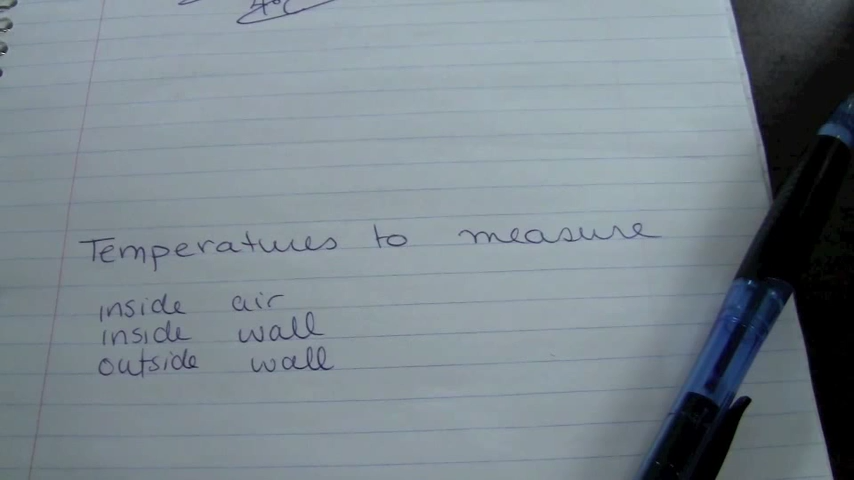 Temperatures to measure
inside air
inside wall
outside wall